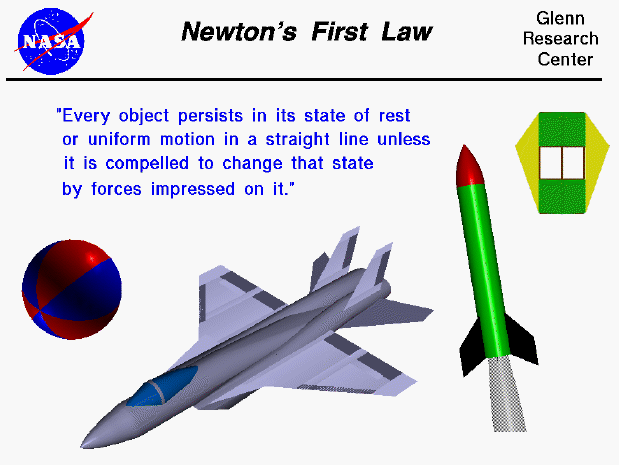 NASA
Newton's First Law
Glenn
Research
Center
"Every object persists in its state of rest
or uniform motion in a straight line unless
it is compelled to change that state
by forces impressed on it."